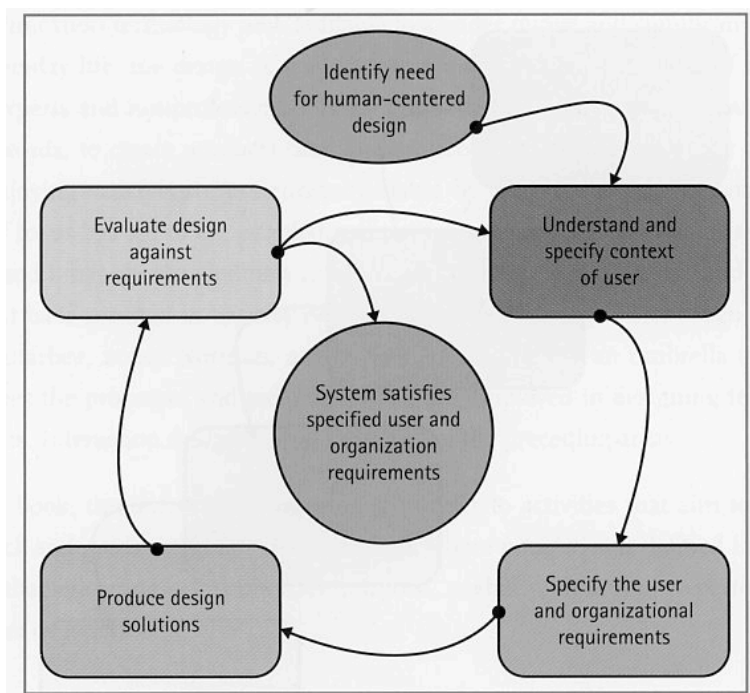 Identify need
for human-centered
design
Evaluate design
against
requirements
Understand and
specify context
of user
System satisfies
specified user and
organization
requirements
Produce design
solutions
Specify the user
and organizational
requirements